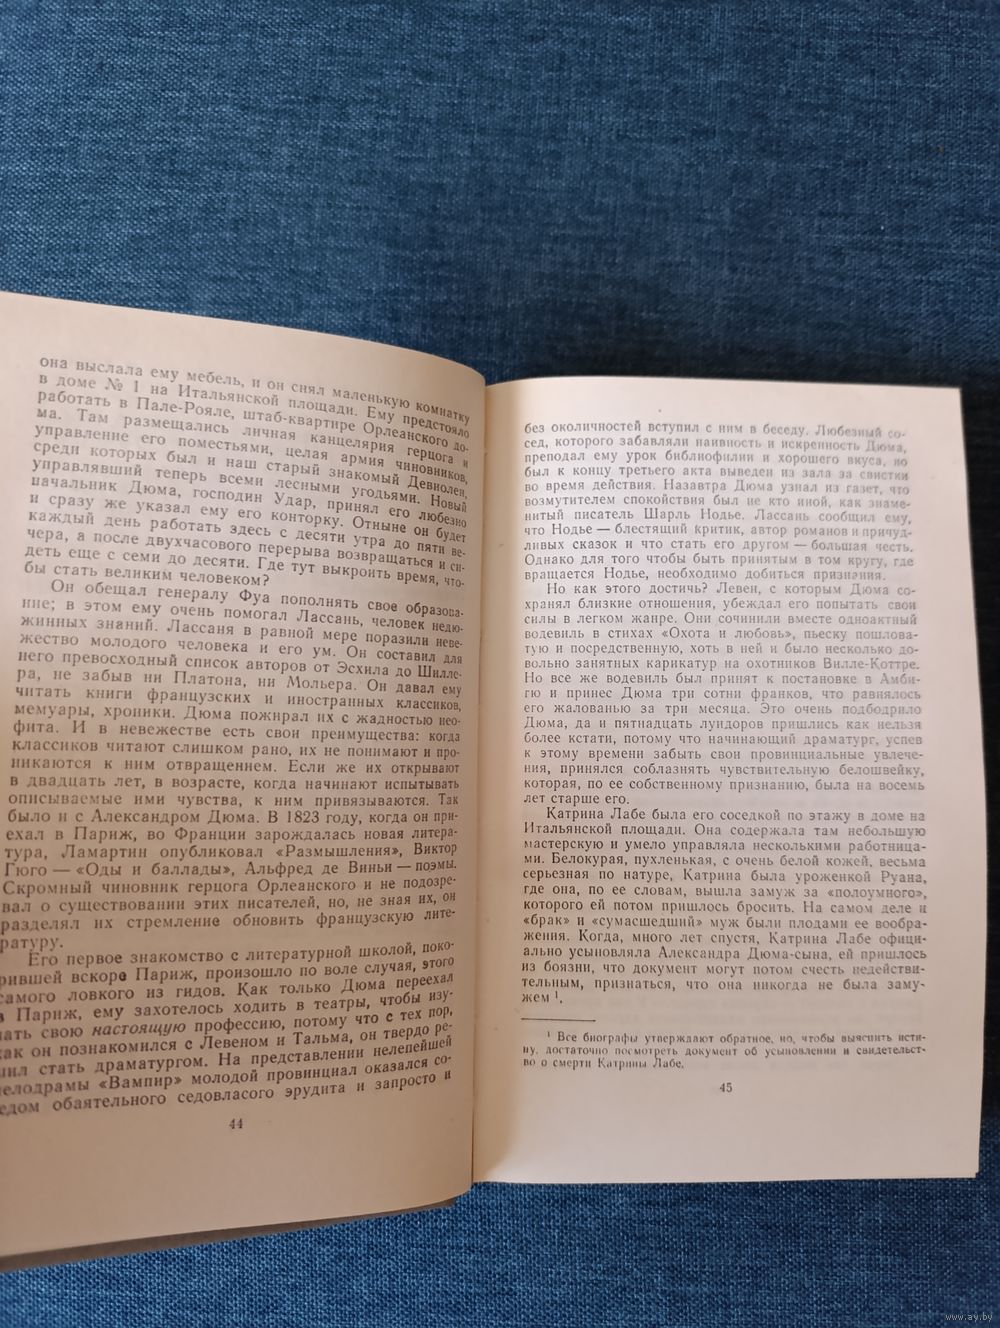 она выслала ему мебель, и он снял маленькую комнатку
в доме № 1 на Итальянской площади. Ему предстояло
работать в Пале-Рояле, штаб-квартире Орлеанского до-
ма. Там размещались личная канцелярия герцога и
управление его поместьями, целая армия чиновников,
среди которых был и наш старый знакомый Девиолен,
управлявший теперь всеми лесными угодьями. Новый
начальник Дюма, господин Удар, принял его любезно
и сразу же указал ему его конторку. Отныне он будет
каждый день работать здесь с десяти утра до пяти ве-
чера, а после двухчасового перерыва возвращаться и си-
деть еще с семи до десяти. Где тут выкроить время, что-
бы стать великим человеком?
Он обещал генералу Фуа пополнять свое образова-
ние; в этом ему очень помогал Лассань, человек недю-
жинных знаний. Лассаня в равной мере поразили неве-
жество молодого человека и его ум. Он составил для
него превосходный список авторов от Эсхила до Шилле-
ра, не забыв ни Платона, ни Мольера. Он давал ему
читать книги французских и иностранных классиков,
мемуары, хроники. Дюма пожирал их с жадностью нео-
фита. И в невежестве есть свои преимущества: когда
классиков читают слишком рано, их не понимают и про-
никаются к ним отвращением. Если же их открывают
в двадцать лет, в возрасте, когда начинают испытывать
описываемые ими чувства, к ним привязываются. Так
было и с Александром Дюма. В 1823 году, когда он при-
ехал в Париж, во Франции зарождалась новая литера-
тура, Ламартин опубликовал «Размышления», Виктор
Гюго — «Оды и баллады», Альфред де Виньи — поэмы.
Скромный чиновник герцога Орлеанского и не подозре-
вал о существовании этих писателей, но, не зная их, он
разделял их стремление обновить французскую лите-
ратуру.
Его первое знакомство с литературной школой, поко-
рившей вскоре Париж, произошло по воле случая, этого
самого ловкого из гидов. Как только Дюма переехал
в Париж, ему захотелось ходить в театры, чтобы изу-
чать свою настоящую профессию, потому что с тех пор,
как он познакомился с Левеном и Тальма, он твердо ре-
шил стать драматургом. На представлении нелепейшей
мелодрамы «Вампир» молодой провинциал оказался со-
седом обаятельного седовласого эрудита и запросто и
44
без околичностей вступил с ним в беседу. Любезный со-
сед, которого забавляли наивность и искренность Дюма,
преподал ему урок библиофилии и хорошего вкуса, но
был к концу третьего акта выведен из зала за свистки
во время действия. Назавтра Дюма узнал из газет, что
возмутителем спокойствия был не кто иной, как знаме-
нитый писатель Шарль Нодье. Лассань сообщил ему,
что Нодье — блестящий критик, автор романов и причуд-
ливых сказок и что стать его другом — большая честь.
Однако для того чтобы быть принятым в том кругу, где
вращается Нодье, необходимо добиться признания.
Но как этого достичь? Левен, с которым Дюма со-
хранял близкие отношения, убеждал его попытать свои
силы в легком жанре. Они сочинили вместе одноактный
водевиль в стихах «Охота и любовь», пьеску пошлова-
тую и посредственную, хоть в ней и было несколько до-
вольно занятных карикатур на охотников Вилле-Коттре.
Но все же водевиль был принят к постановке в Амби-
гю и принес Дюма три сотни франков, что равнялось
его жалованью за три месяца. Это очень подбодрило
Дюма, да и пятнадцать луидоров пришлись как нельзя
более кстати, потому что начинающий драматург, успев
к этому времени забыть свои провинциальные увлече-
ния, принялся соблазнять чувствительную белошвейку,
которая, по ее собственному признанию, была на восемь
лет старше его.
Катрина Лабе была его соседкой по этажу в доме на
Итальянской площади. Она содержала там небольшую
мастерскую и умело управляла несколькими работница-
ми. Белокурая, пухленькая, с очень белой кожей, весьма
серьезная по натуре, Катрина была уроженкой Руана,
где она, по ее словам, вышла замуж за «полоумного»,
которого ей потом пришлось бросить. На самом деле и
«брак» и «сумасшедший» муж были плодами ее вообра-
жения. Когда, много лет спустя, Катрина Лабе офици-
ально усыновляла Александра Дюма-сына, ей пришлось
из боязни, что документ могут потом счесть недействи-
тельным, признаться, что она никогда не была заму-
жем ¹.
¹ Все биографы утверждают обратное, но, чтобы выяснить исти-
ну, достаточно посмотреть документ об усыновлении и свидетельст-
во о смерти Катрины Лабе.
45
www.ay.by